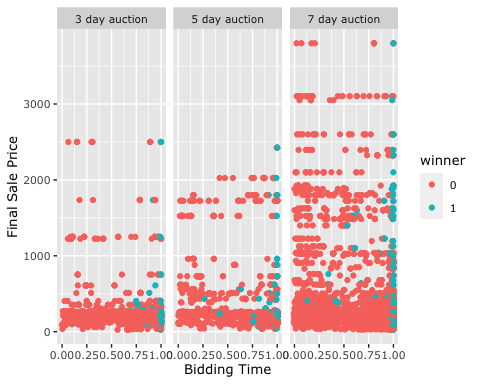 3 day auction 5 day auction 7 day auction
3000
2000
1000
0
Final Sale Price
0.000.250.500.751.00 0.000.250.500.751.00 0.000.250.500.751.00
Bidding Time
winner
0
1